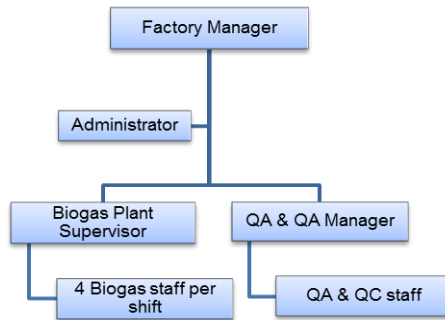 Factory Manager
Administrator
Biogas Plant
Supervisor
QA & QA Manager
4 Biogas staff per
shift
QA & QC staff